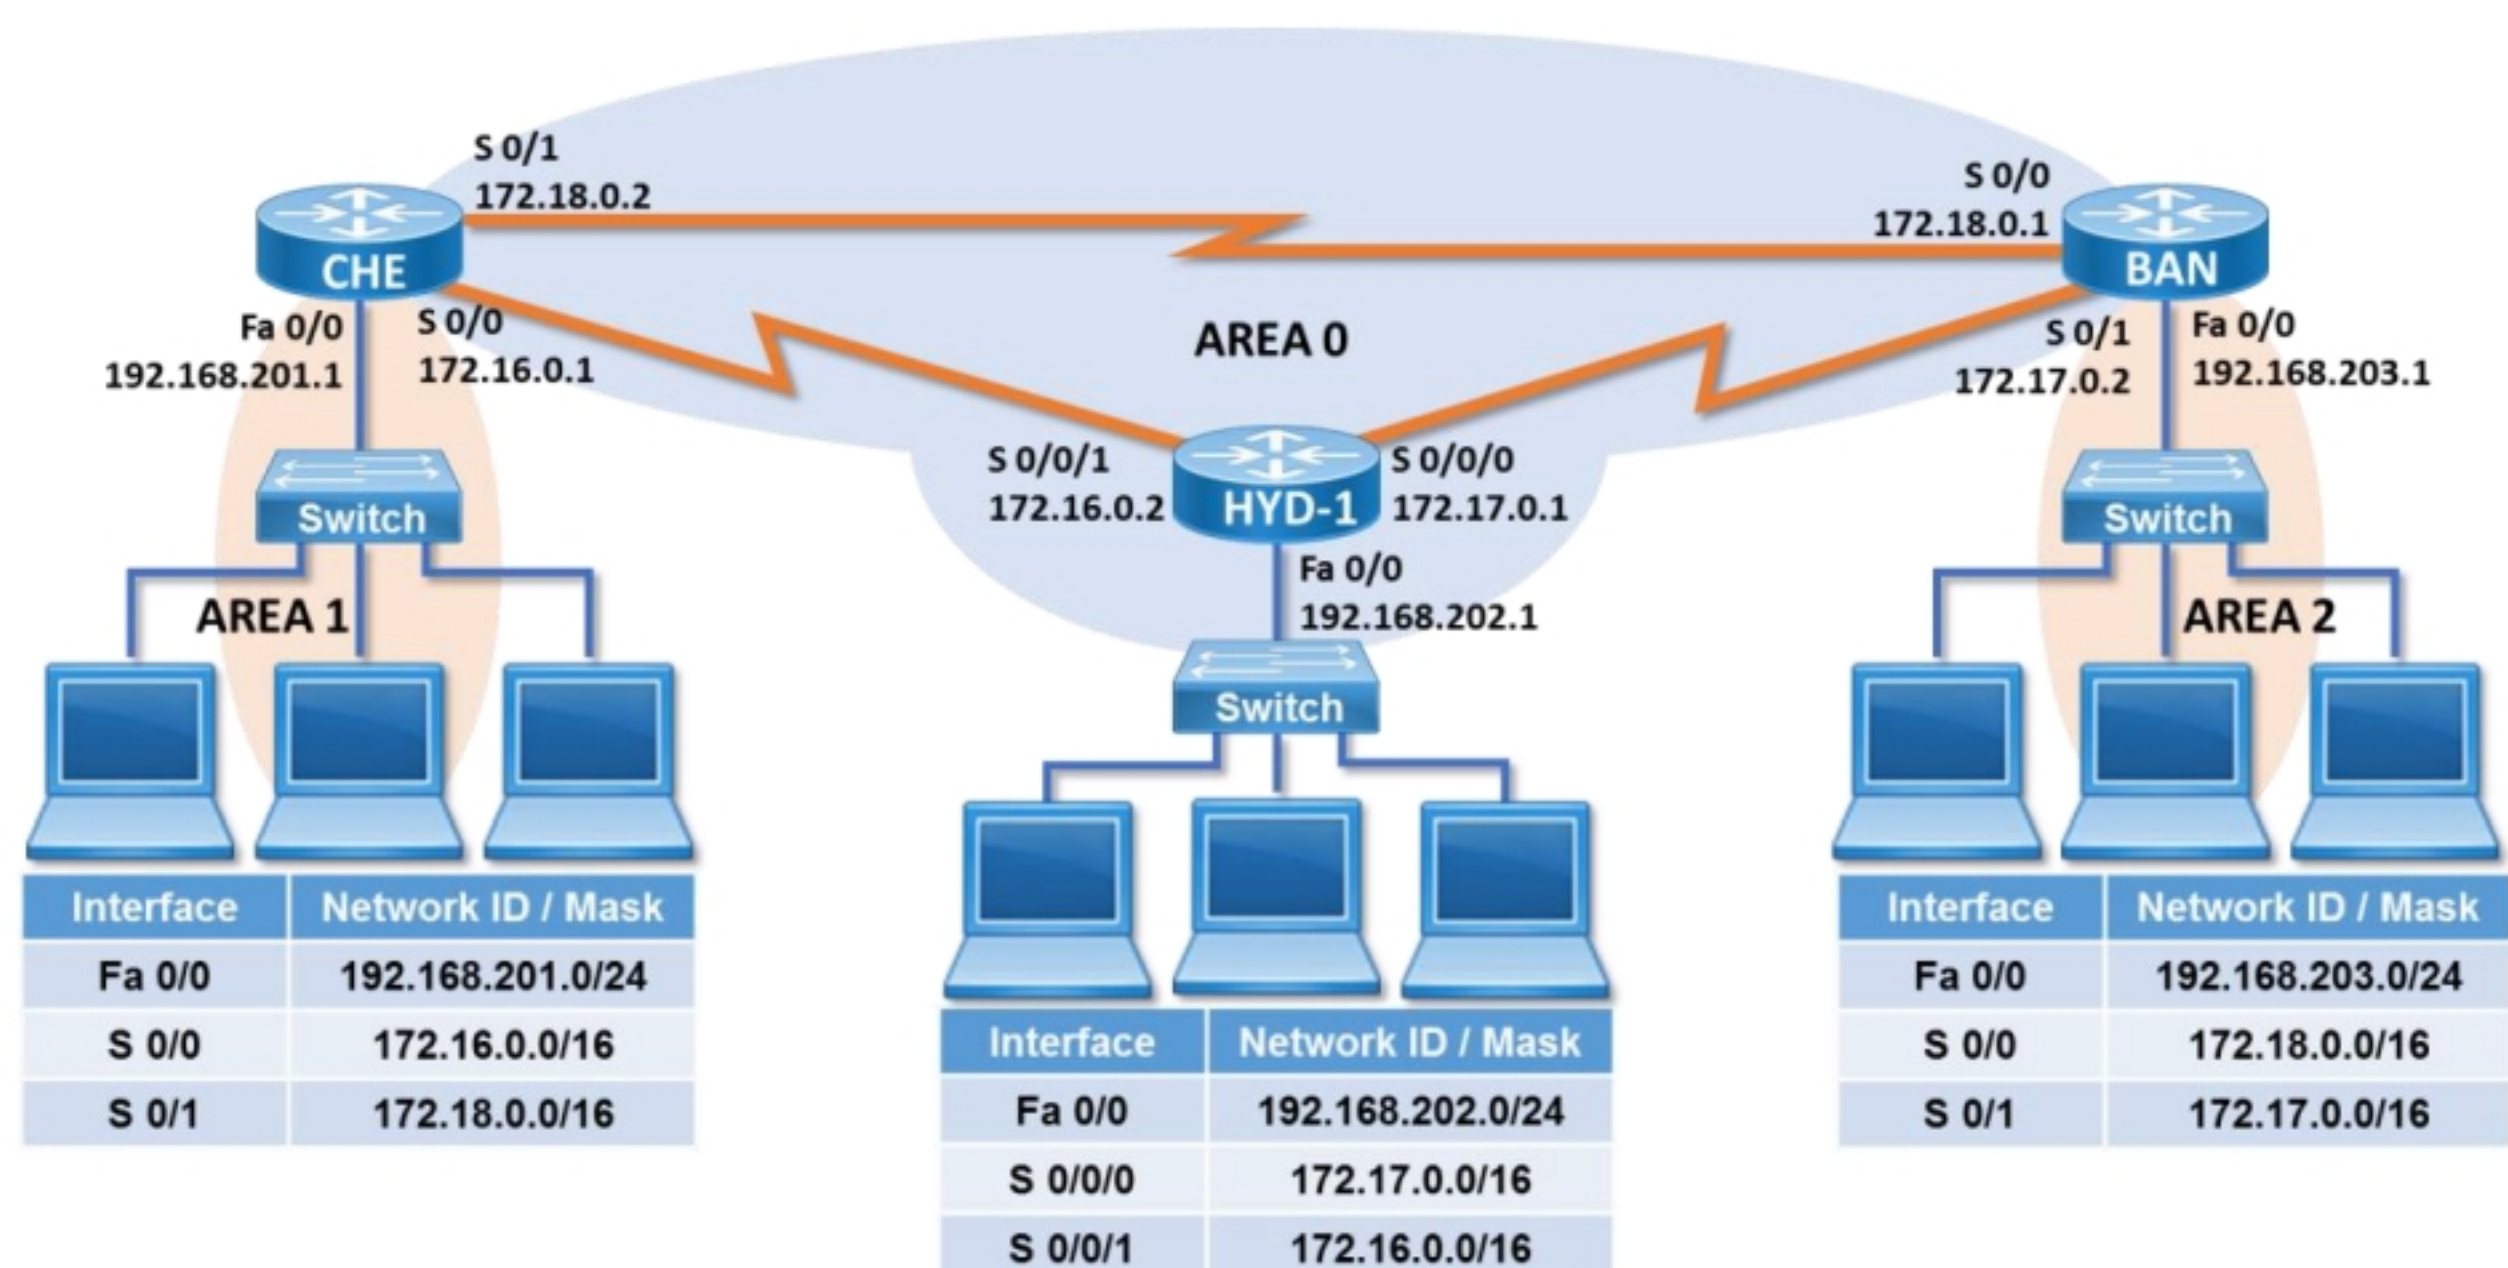 S 0/1
172.18.0.2
S 0/0
172.18.0.1
CHE
BAN
Fa 0/0
192.168.201.1
S 0/0
172.16.0.1
AREA 0
S 0/1
172.17.0.2
Fa 0/0
192.168.203.1
S 0/0/1
172.16.0.2
HYD-1
S 0/0/0
172.17.0.1
Switch
Switch
Fa 0/0
192.168.202.1
AREA 1
AREA 2
Switch
Interface Network ID / Mask
Fa 0/0 192.168.201.0/24
S 0/0 172.16.0.0/16
S 0/1 172.18.0.0/16
Interface Network ID / Mask
Fa 0/0 192.168.202.0/24
S 0/0/0 172.17.0.0/16
S 0/0/1 172.16.0.0/16
Interface Network ID / Mask
Fa 0/0 192.168.203.0/24
S 0/0 172.18.0.0/16
S 0/1 172.17.0.0/16